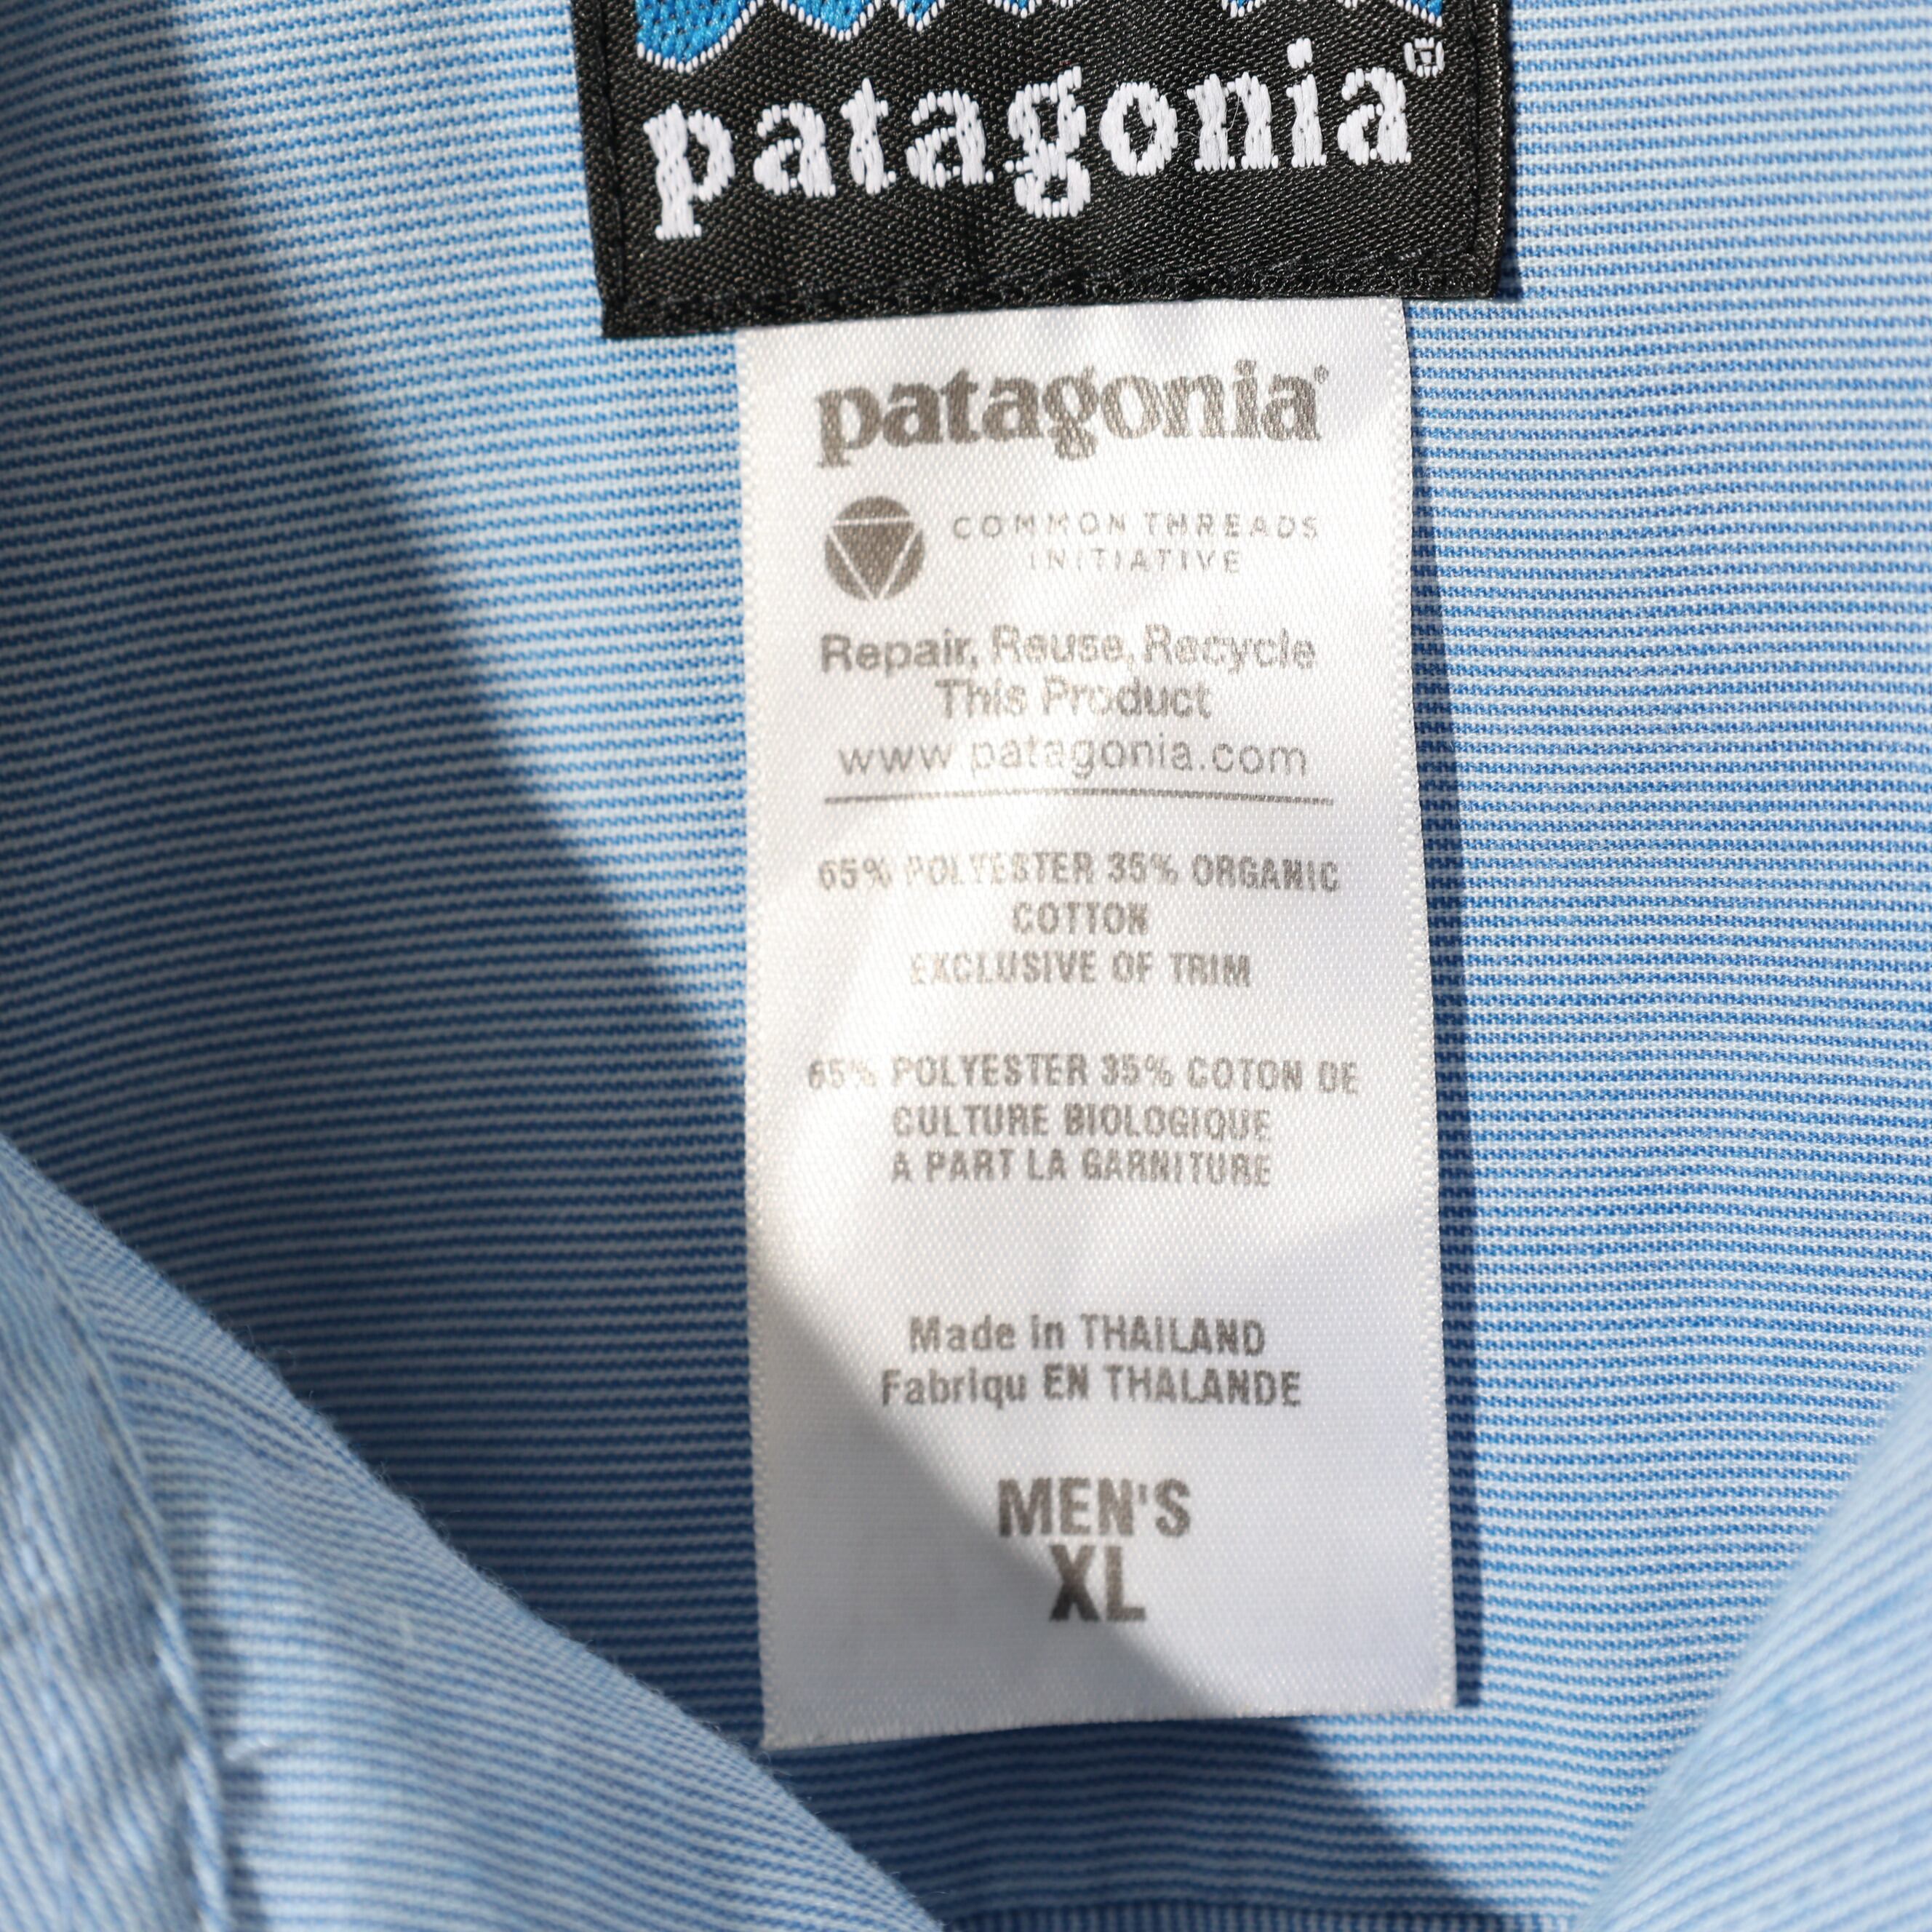 patagonia®
patagonia®
COMMON THREADS
INITIATIVE
Repair, Reuse, Recycle
This Product
www.patagonia.com
65% POLYESTER 35% ORGANIC
COTTON
EXCLUSIVE OF TRIM
65% POLYESTER 35% COTON DE
CULTURE BIOLOGIQUE
A PART LA GARNITURE
Made in THAILAND
Fabriqu EN THALANDE
MEN'S
XL